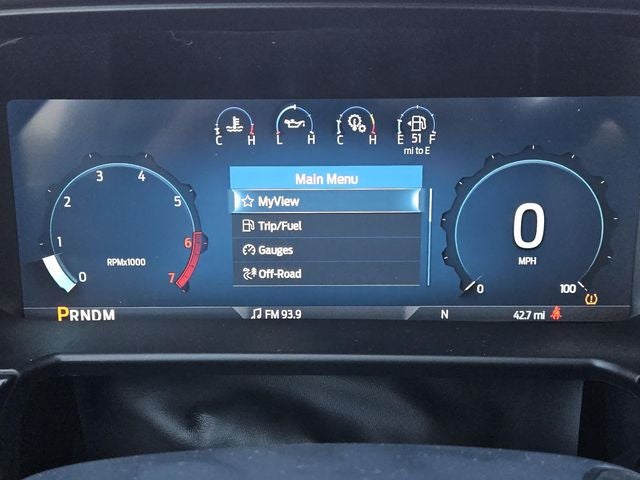 C H L H C H E 51 F
mi to E
Main Menu
MyView
Trip/Fuel
Gauges
Off-Road
0 1 2 3 4 5 6 7
RPMx1000
0
MPH
0 100
PRNDM
FM 93.9
N
42.7 mi